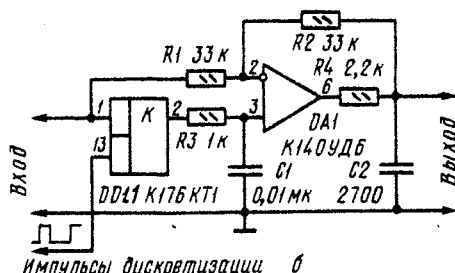 R2 33 к
R1 33 к
R4 2,2к
2
6
1
К
2
3
DA1
К140УД6
R3 1к
13
C1
C2
Вход
Выход
DD1.1 К176КТ1
0,01 мк
2700
Импульсы дискретизации б